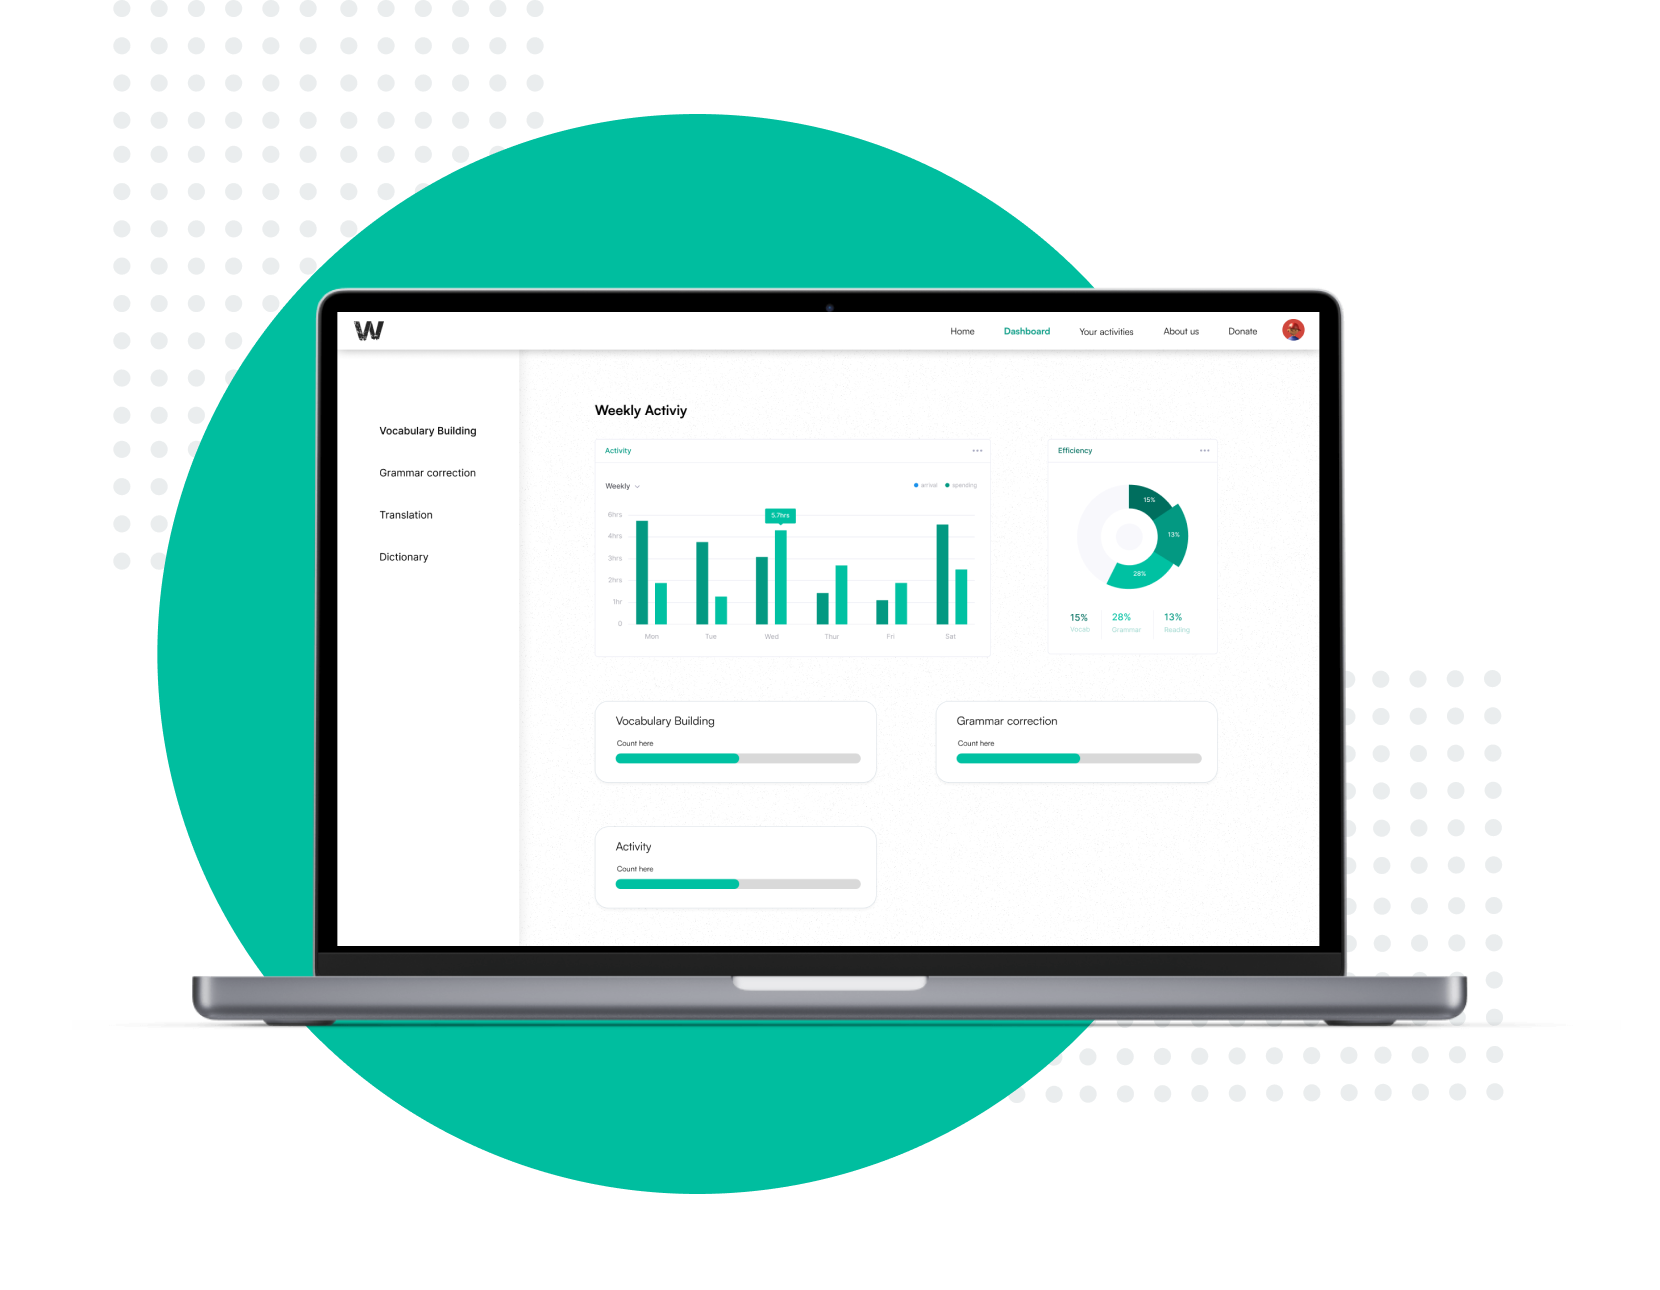 W
Home Dashboard Your activities About us Donate
Vocabulary Building
Grammar correction
Translation
Dictionary
Weekly Activiy
Activity
Weekly
arrival spending
6hrs
4hrs
3hrs
2hrs
1hr
0
5.7hrs
Mon Tue Wed Thur Fri Sat
Efficiency
15%
13%
28%
15% 28% 13%
Vocab Grammar Reading
Vocabulary Building
Count here
Grammar correction
Count here
Activity
Count here